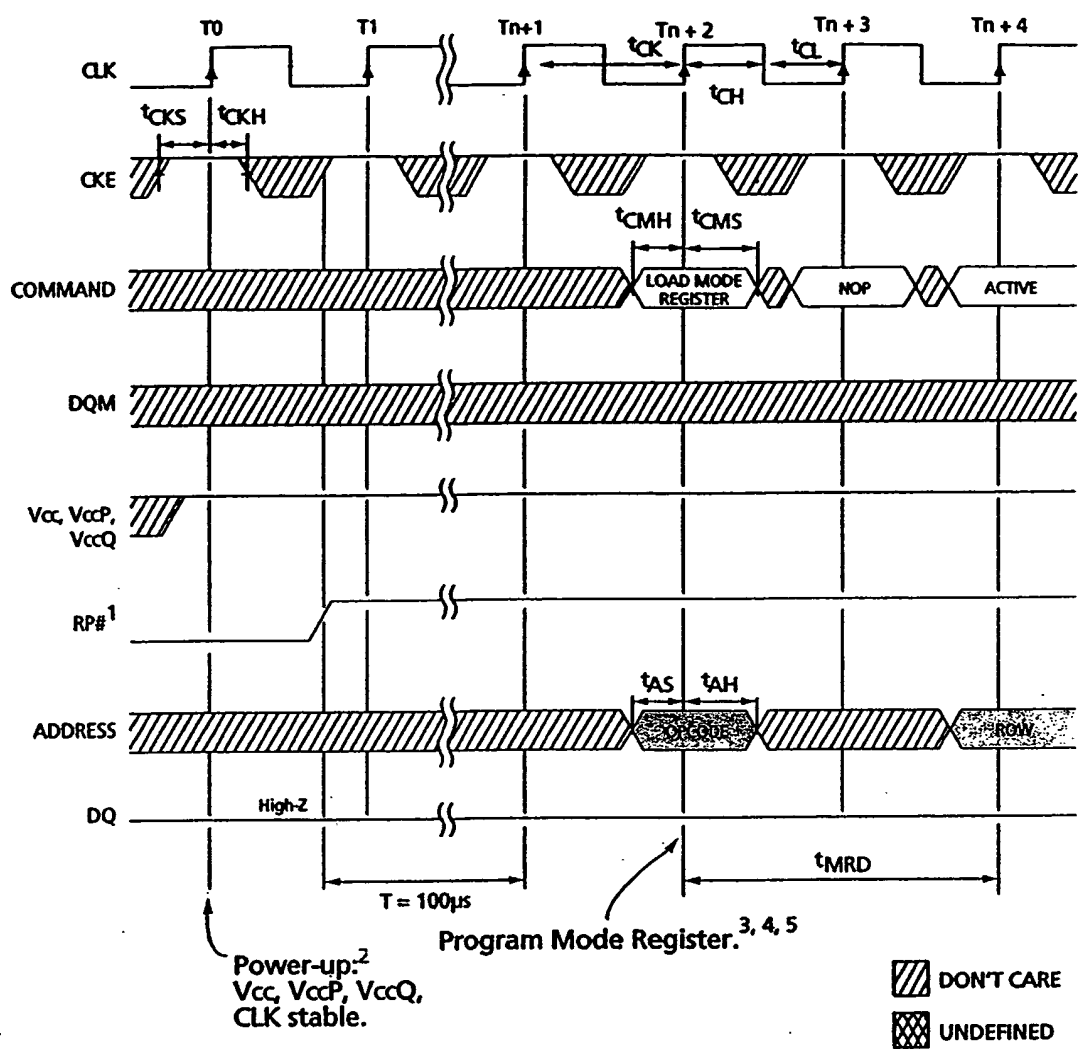 T0 T1 Tn+1 Tn + 2 Tn + 3 Tn + 4
CLK
tCK tCL
tCH
tCKS tCKH
CKE
tCMH tCMS
COMMAND
LOAD MODE
REGISTER
NOP
ACTIVE
DQM
Vcc, VccP,
VccQ
RP#1
tAS tAH
ADDRESS
OPCODE
ROW
High-Z
DQ
tMRD
T = 100µs
Program Mode Register.3, 4, 5
Power-up:2
Vcc, VccP, VccQ,
CLK stable.
DON'T CARE
UNDEFINED